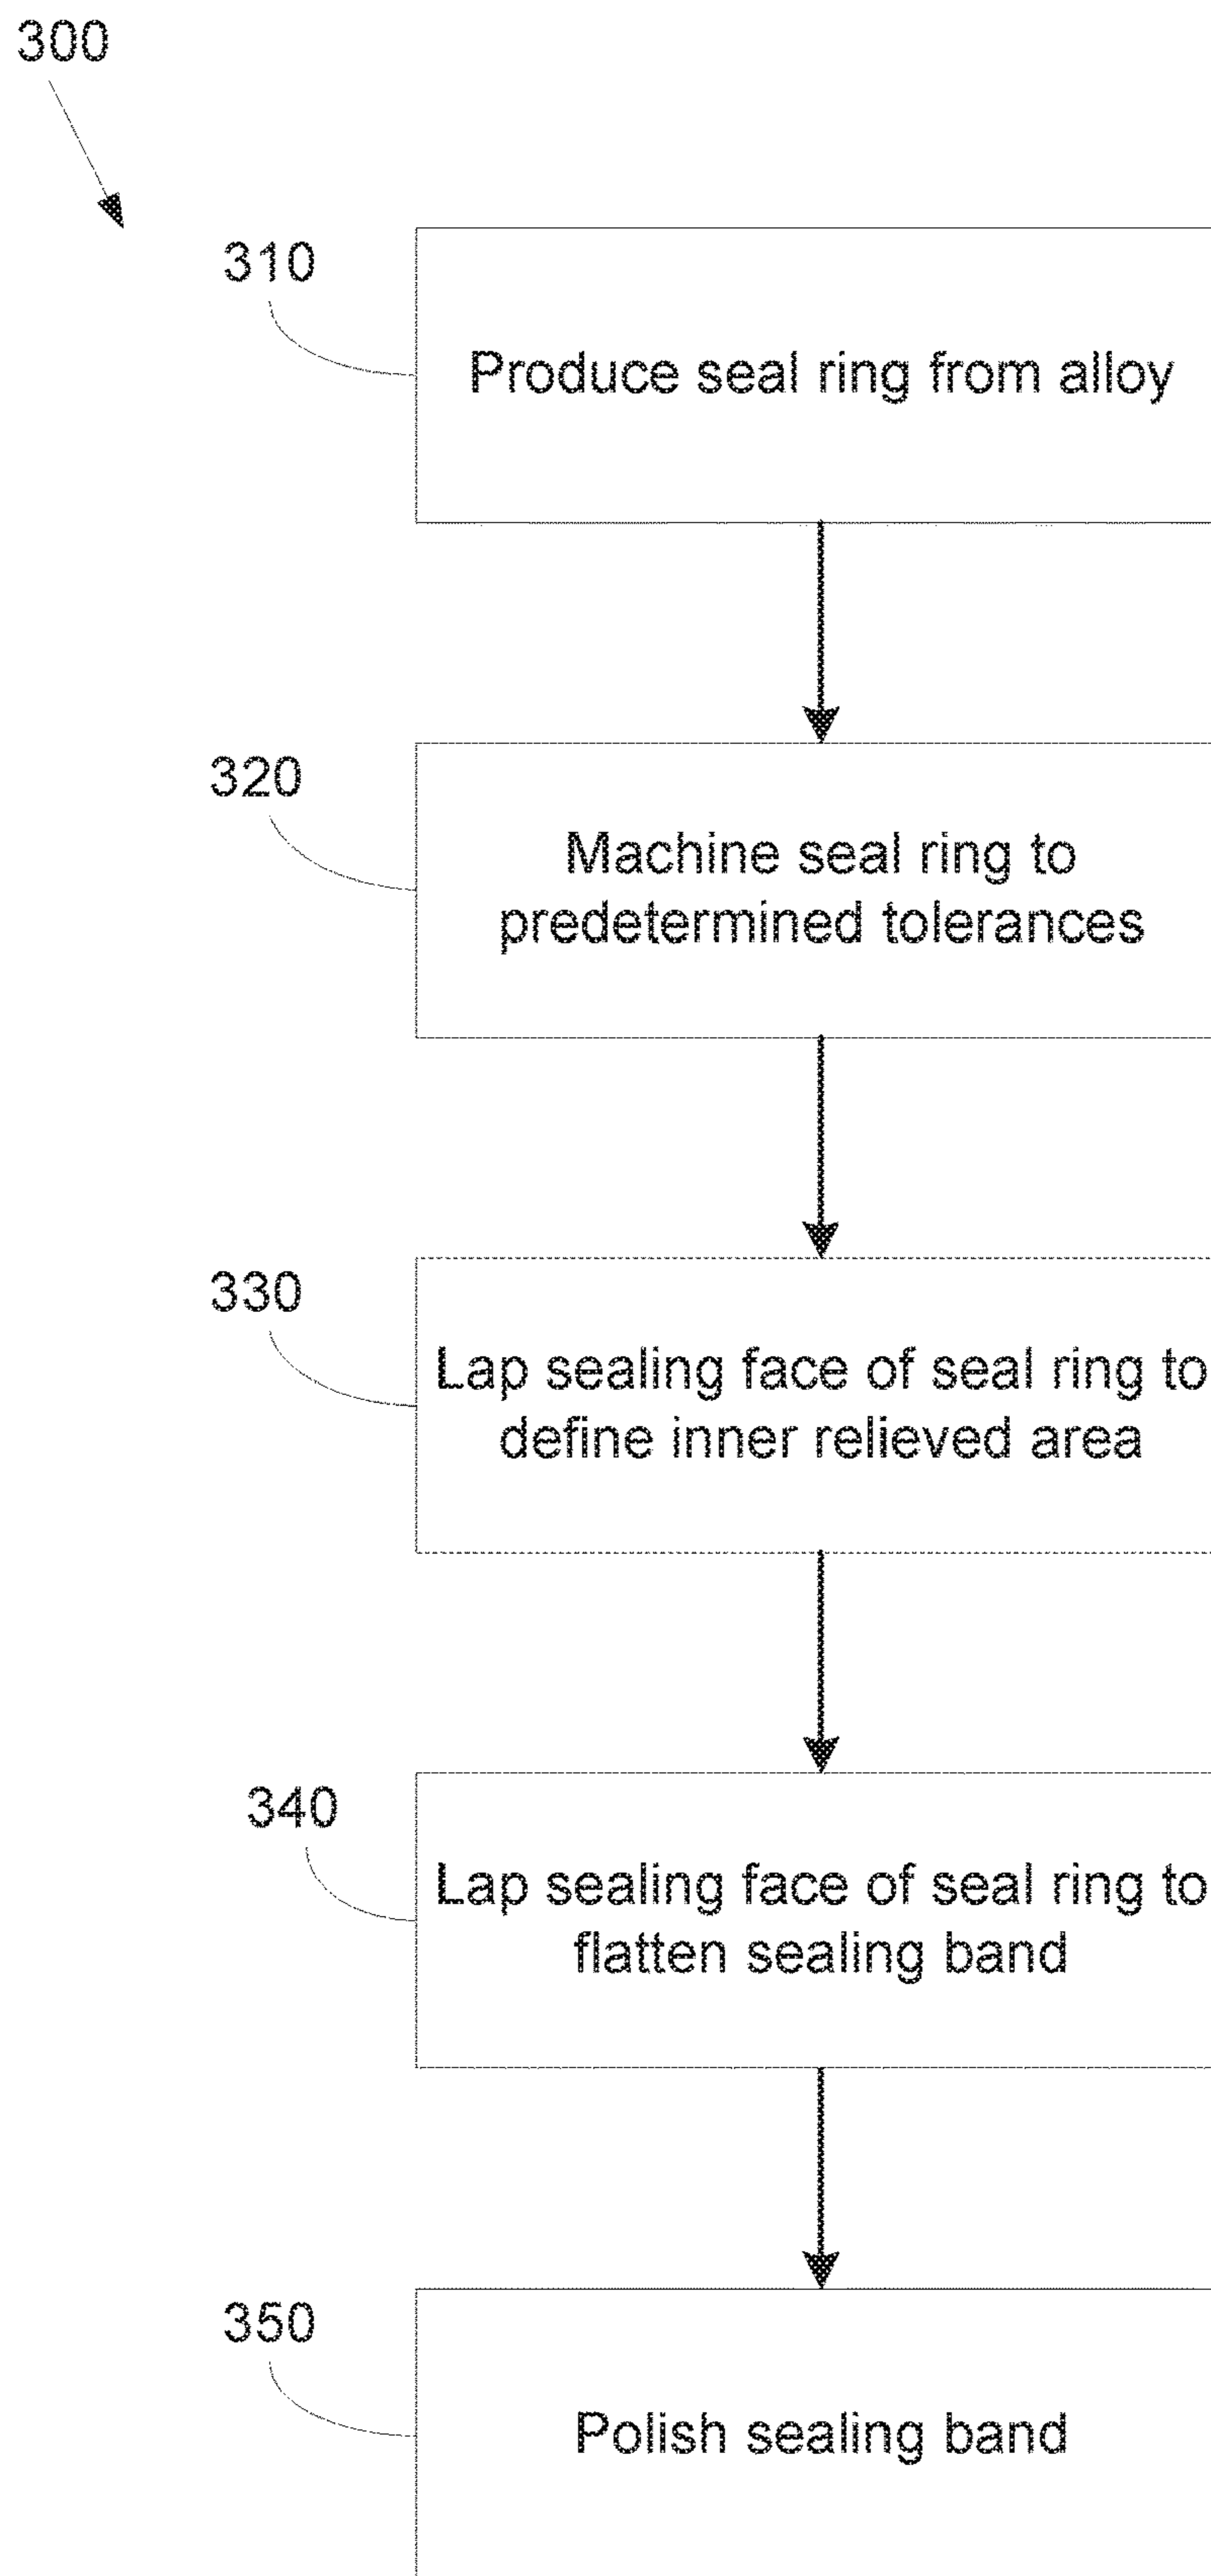 300
310
Produce seal ring from alloy
320
Machine seal ring to
predetermined tolerances
330
Lap sealing face of seal ring to
define inner relieved area
340
Lap sealing face of seal ring to
flatten sealing band
350
Polish sealing band